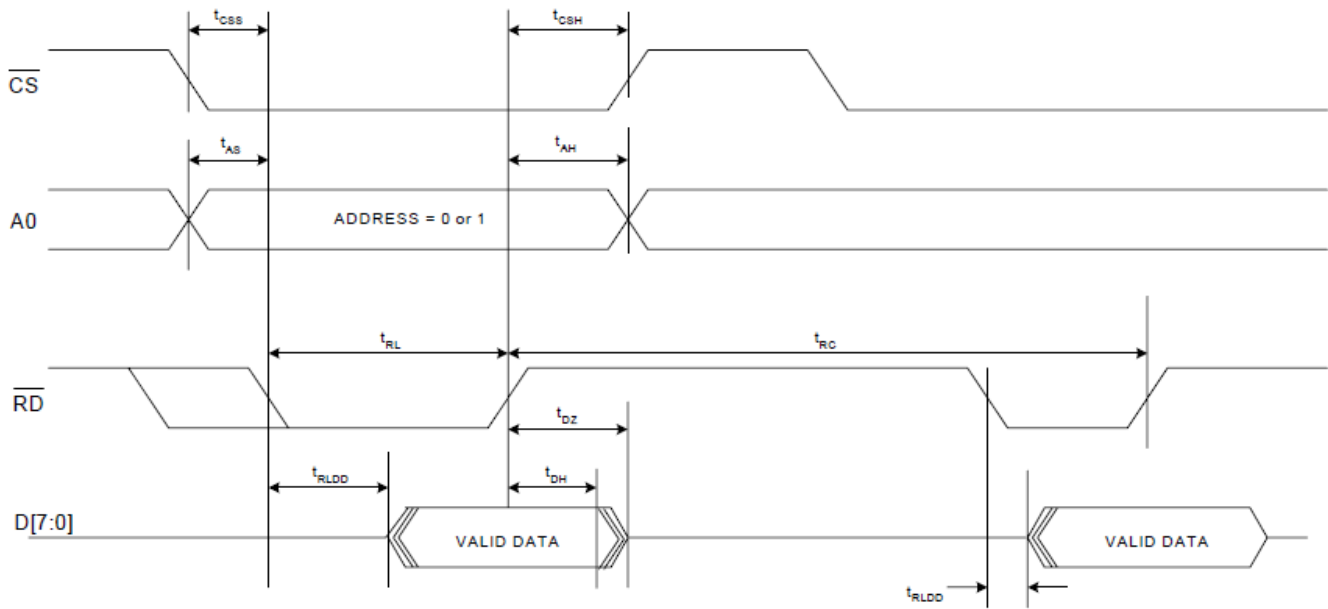 tCSS
tCSH
CS
tAS
tAH
A0
ADDRESS = 0 or 1
tRL
tRC
RD
tDZ
tRLDD
tDH
D[7:0]
VALID DATA
VALID DATA
tRLDD